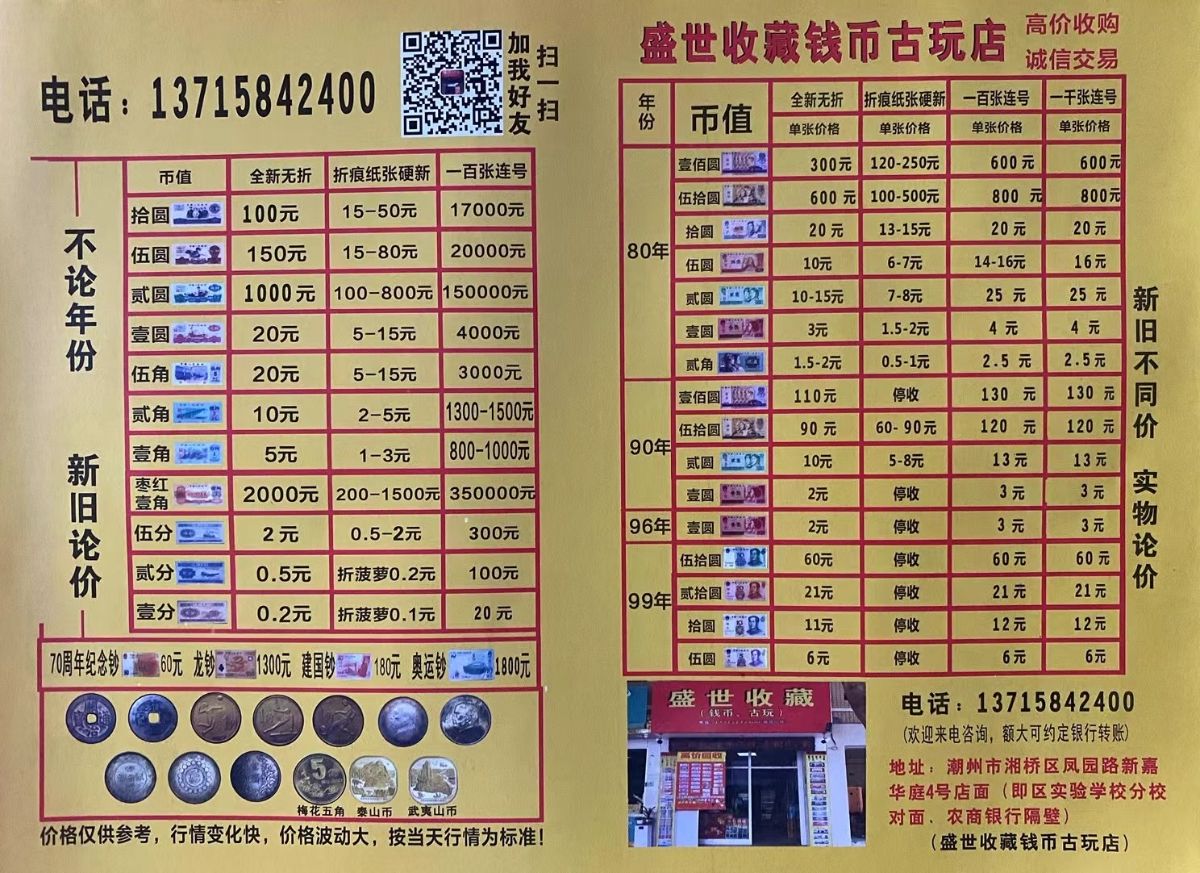 电话：13715842400
加我好友
扫一扫
不论年份
新旧论价
币值 全新无折 折痕纸张硬新 一百张连号
拾圆 100元 15-50元 17000元
伍圆 150元 15-80元 20000元
贰圆 1000元 100-800元 150000元
壹圆 20元 5-15元 4000元
伍角 20元 5-15元 3000元
贰角 10元 2-5元 1300-1500元
壹角 5元 1-3元 800-1000元
枣红
壹角 2000元 200-1500元 350000元
伍分 2元 0.5-2元 300元
贰分 0.5元 折菠萝0.2元 100元
壹分 0.2元 折菠萝0.1元 20元
70周年纪念钞 60元 龙钞 1300元 建国钞 180元 奥运钞 1800元
梅花五角 泰山币 武夷山币
价格仅供参考，行情变化快，价格波动大，按当天行情为标准！
盛世收藏钱币古玩店
高价收购
诚信交易
年份 币值 全新无折 折痕纸张硬新 一百张连号 一千张连号
单张价格 单张价格 单张价格 单张价格
80年
壹佰圆 300元 120-250元 600元 600元
伍拾圆 600元 100-500元 800元 800元
拾圆 20元 13-15元 20元 20元
伍圆 10元 6-7元 14-16元 16元
贰圆 10-15元 7-8元 25元 25元
壹圆 3元 1.5-2元 4元 4元
贰角 1.5-2元 0.5-1元 2.5元 2.5元
90年
壹佰圆 110元 停收 130元 130元
伍拾圆 90元 60-90元 120元 120元
贰圆 10元 5-8元 13元 13元
壹圆 2元 停收 3元 3元
96年 壹圆 2元 停收 3元 3元
99年
伍拾圆 60元 停收 60元 60元
贰拾圆 21元 停收 21元 21元
拾圆 11元 停收 12元 12元
伍圆 6元 停收 6元 6元
新旧不同价 实物论价
盛世收藏
（钱币、古玩）
高价回收
电话：13715842400
（欢迎来电咨询，额大可约定银行转账）
地址：潮州市湘桥区凤园路新嘉
华庭4号店面（即区实验学校分校
对面、农商银行隔壁）
（盛世收藏钱币古玩店）